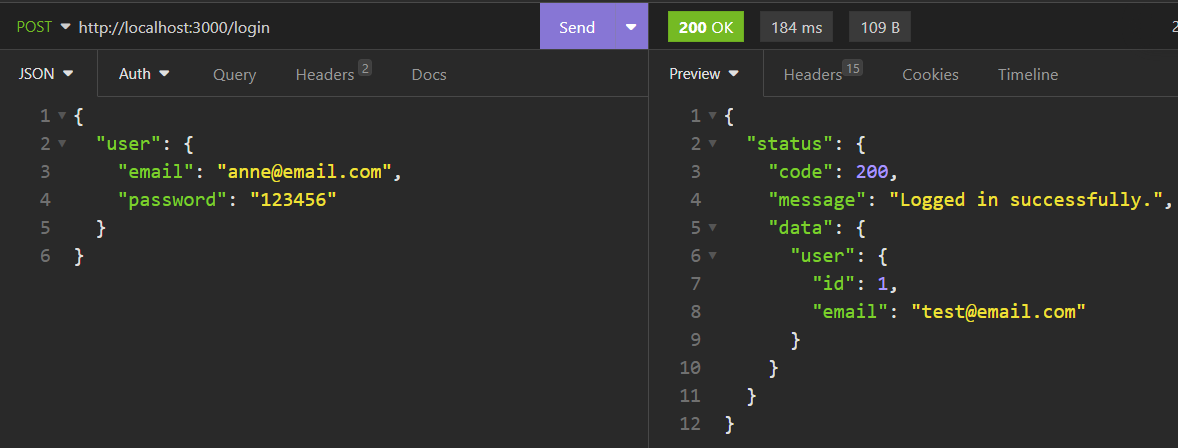 POST http://localhost:3000/login Send 200 OK 184 ms 109 B 2
JSON Auth Query Headers 2 Docs Preview Headers 15 Cookies Timeline
1 {
2 "user": {
3 "email": "anne@email.com",
4 "password": "123456"
5 }
6 }
1 {
2 "status": {
3 "code": 200,
4 "message": "Logged in successfully.",
5 "data": {
6 "user": {
7 "id": 1,
8 "email": "test@email.com"
9 }
10 }
11 }
12 }